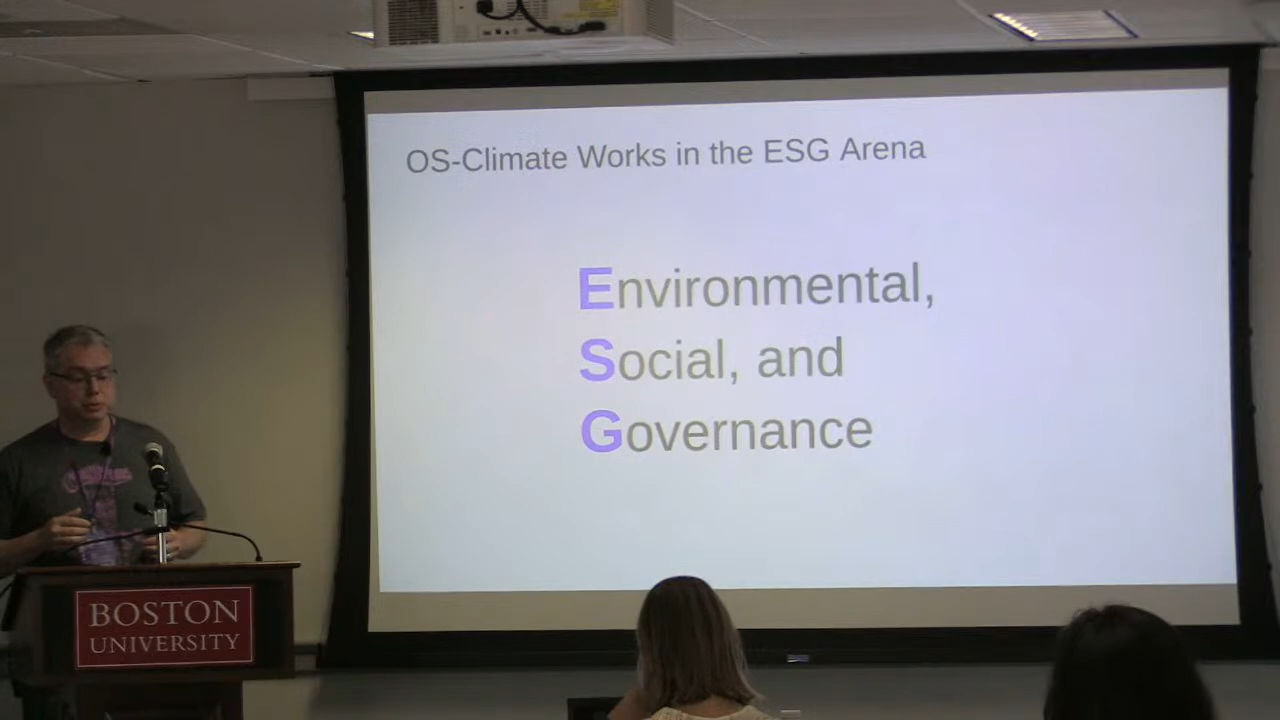 OS-Climate Works in the ESG Arena
Environmental,
Social, and
Governance
BOSTON
UNIVERSITY